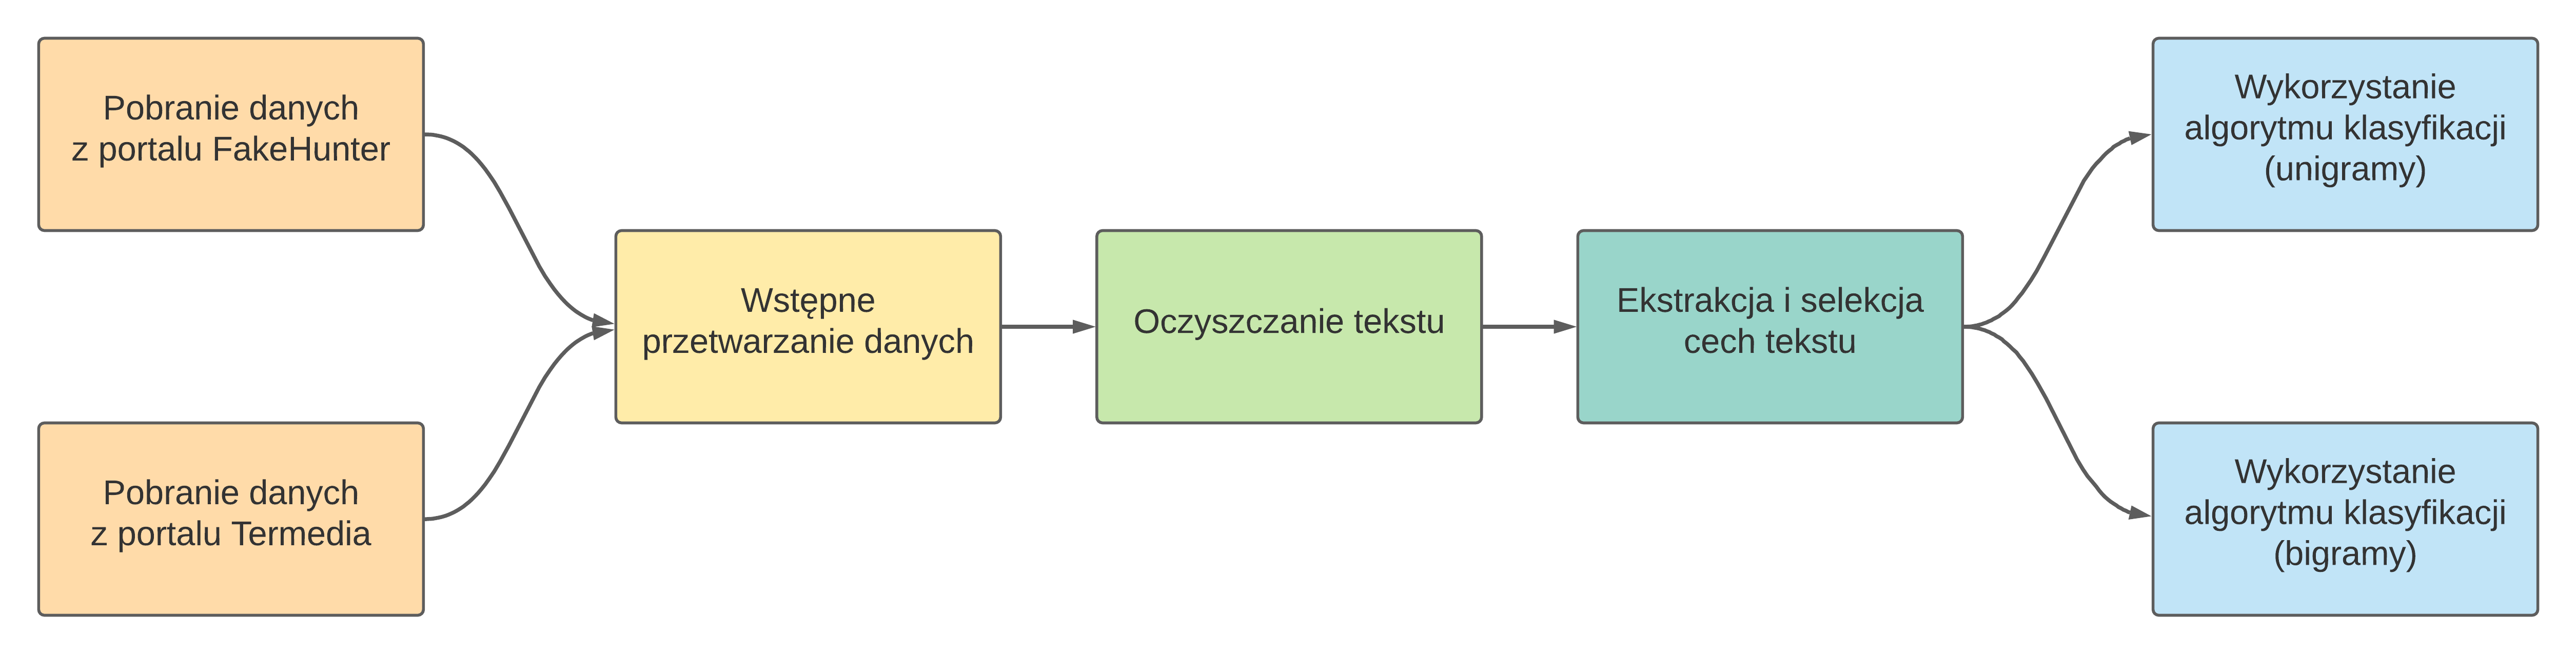 Pobranie danych
z portalu FakeHunter
Pobranie danych
z portalu Termedia
Wstępne
przetwarzanie danych
Oczyszczanie tekstu
Ekstrakcja i selekcja
cech tekstu
Wykorzystanie
algorytmu klasyfikacji
(unigramy)
Wykorzystanie
algorytmu klasyfikacji
(bigramy)